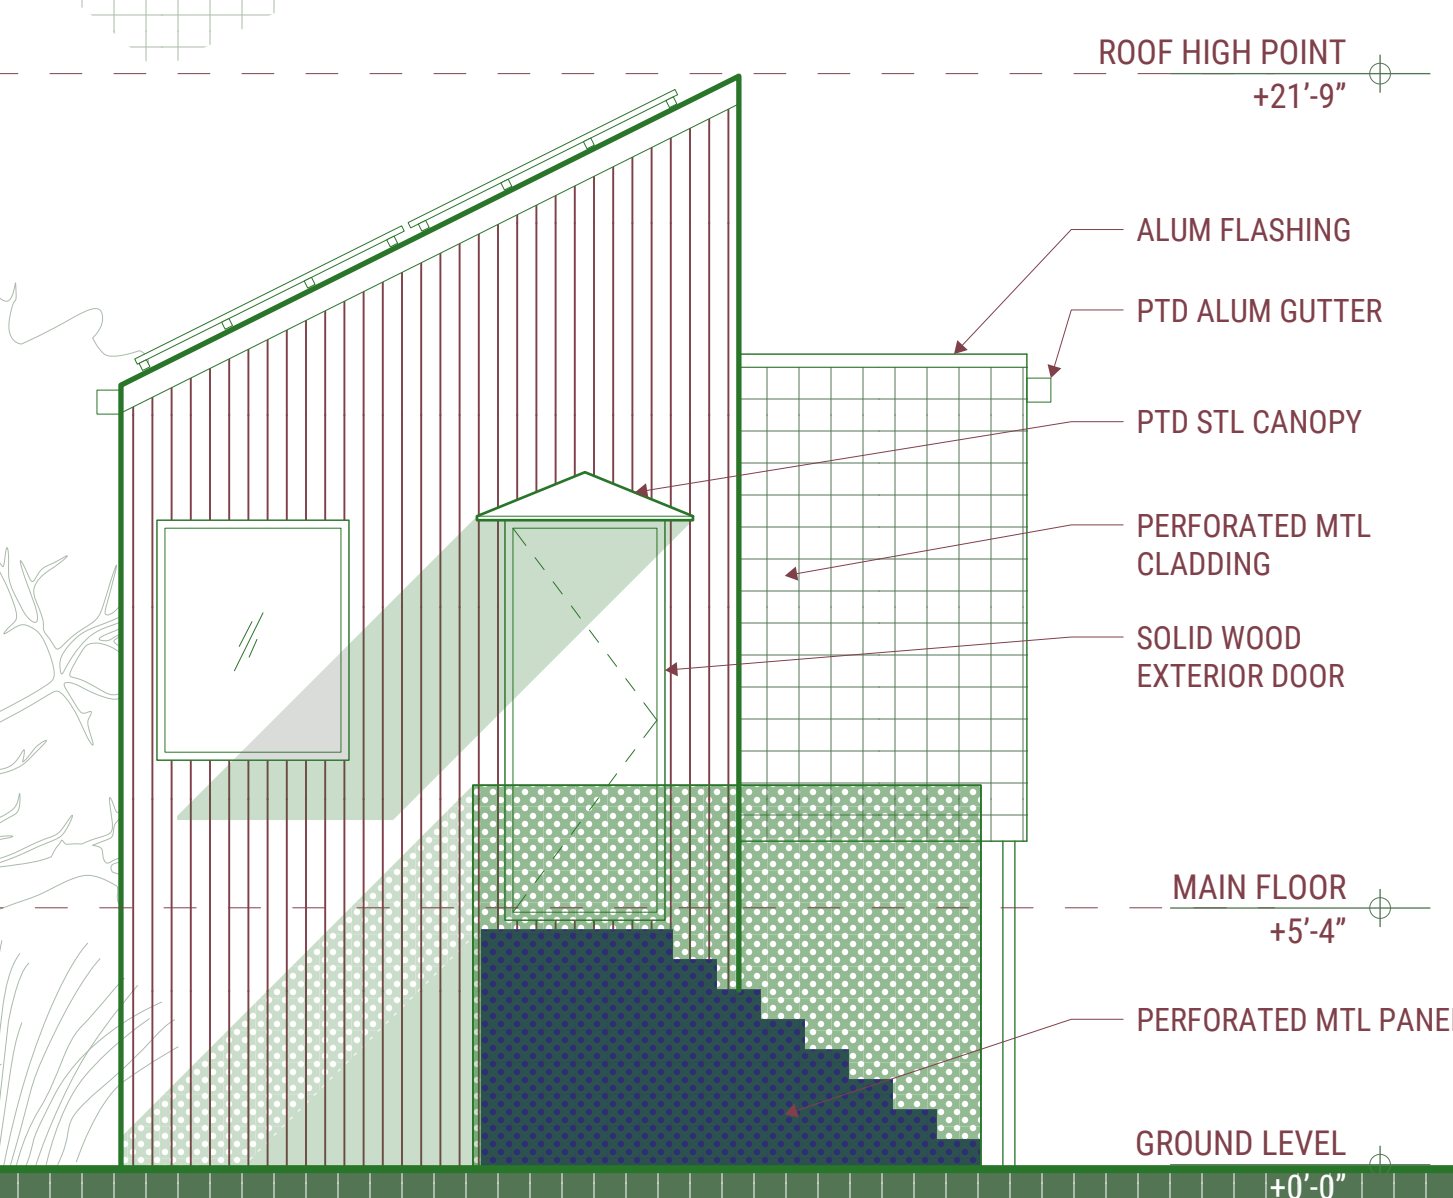 ROOF HIGH POINT
+21’-9”
ALUM FLASHING
PTD ALUM GUTTER
PTD STL CANOPY
PERFORATED MTL
CLADDING
SOLID WOOD
EXTERIOR DOOR
MAIN FLOOR
+5’-4”
PERFORATED MTL PANE
GROUND LEVEL
+0’-0”